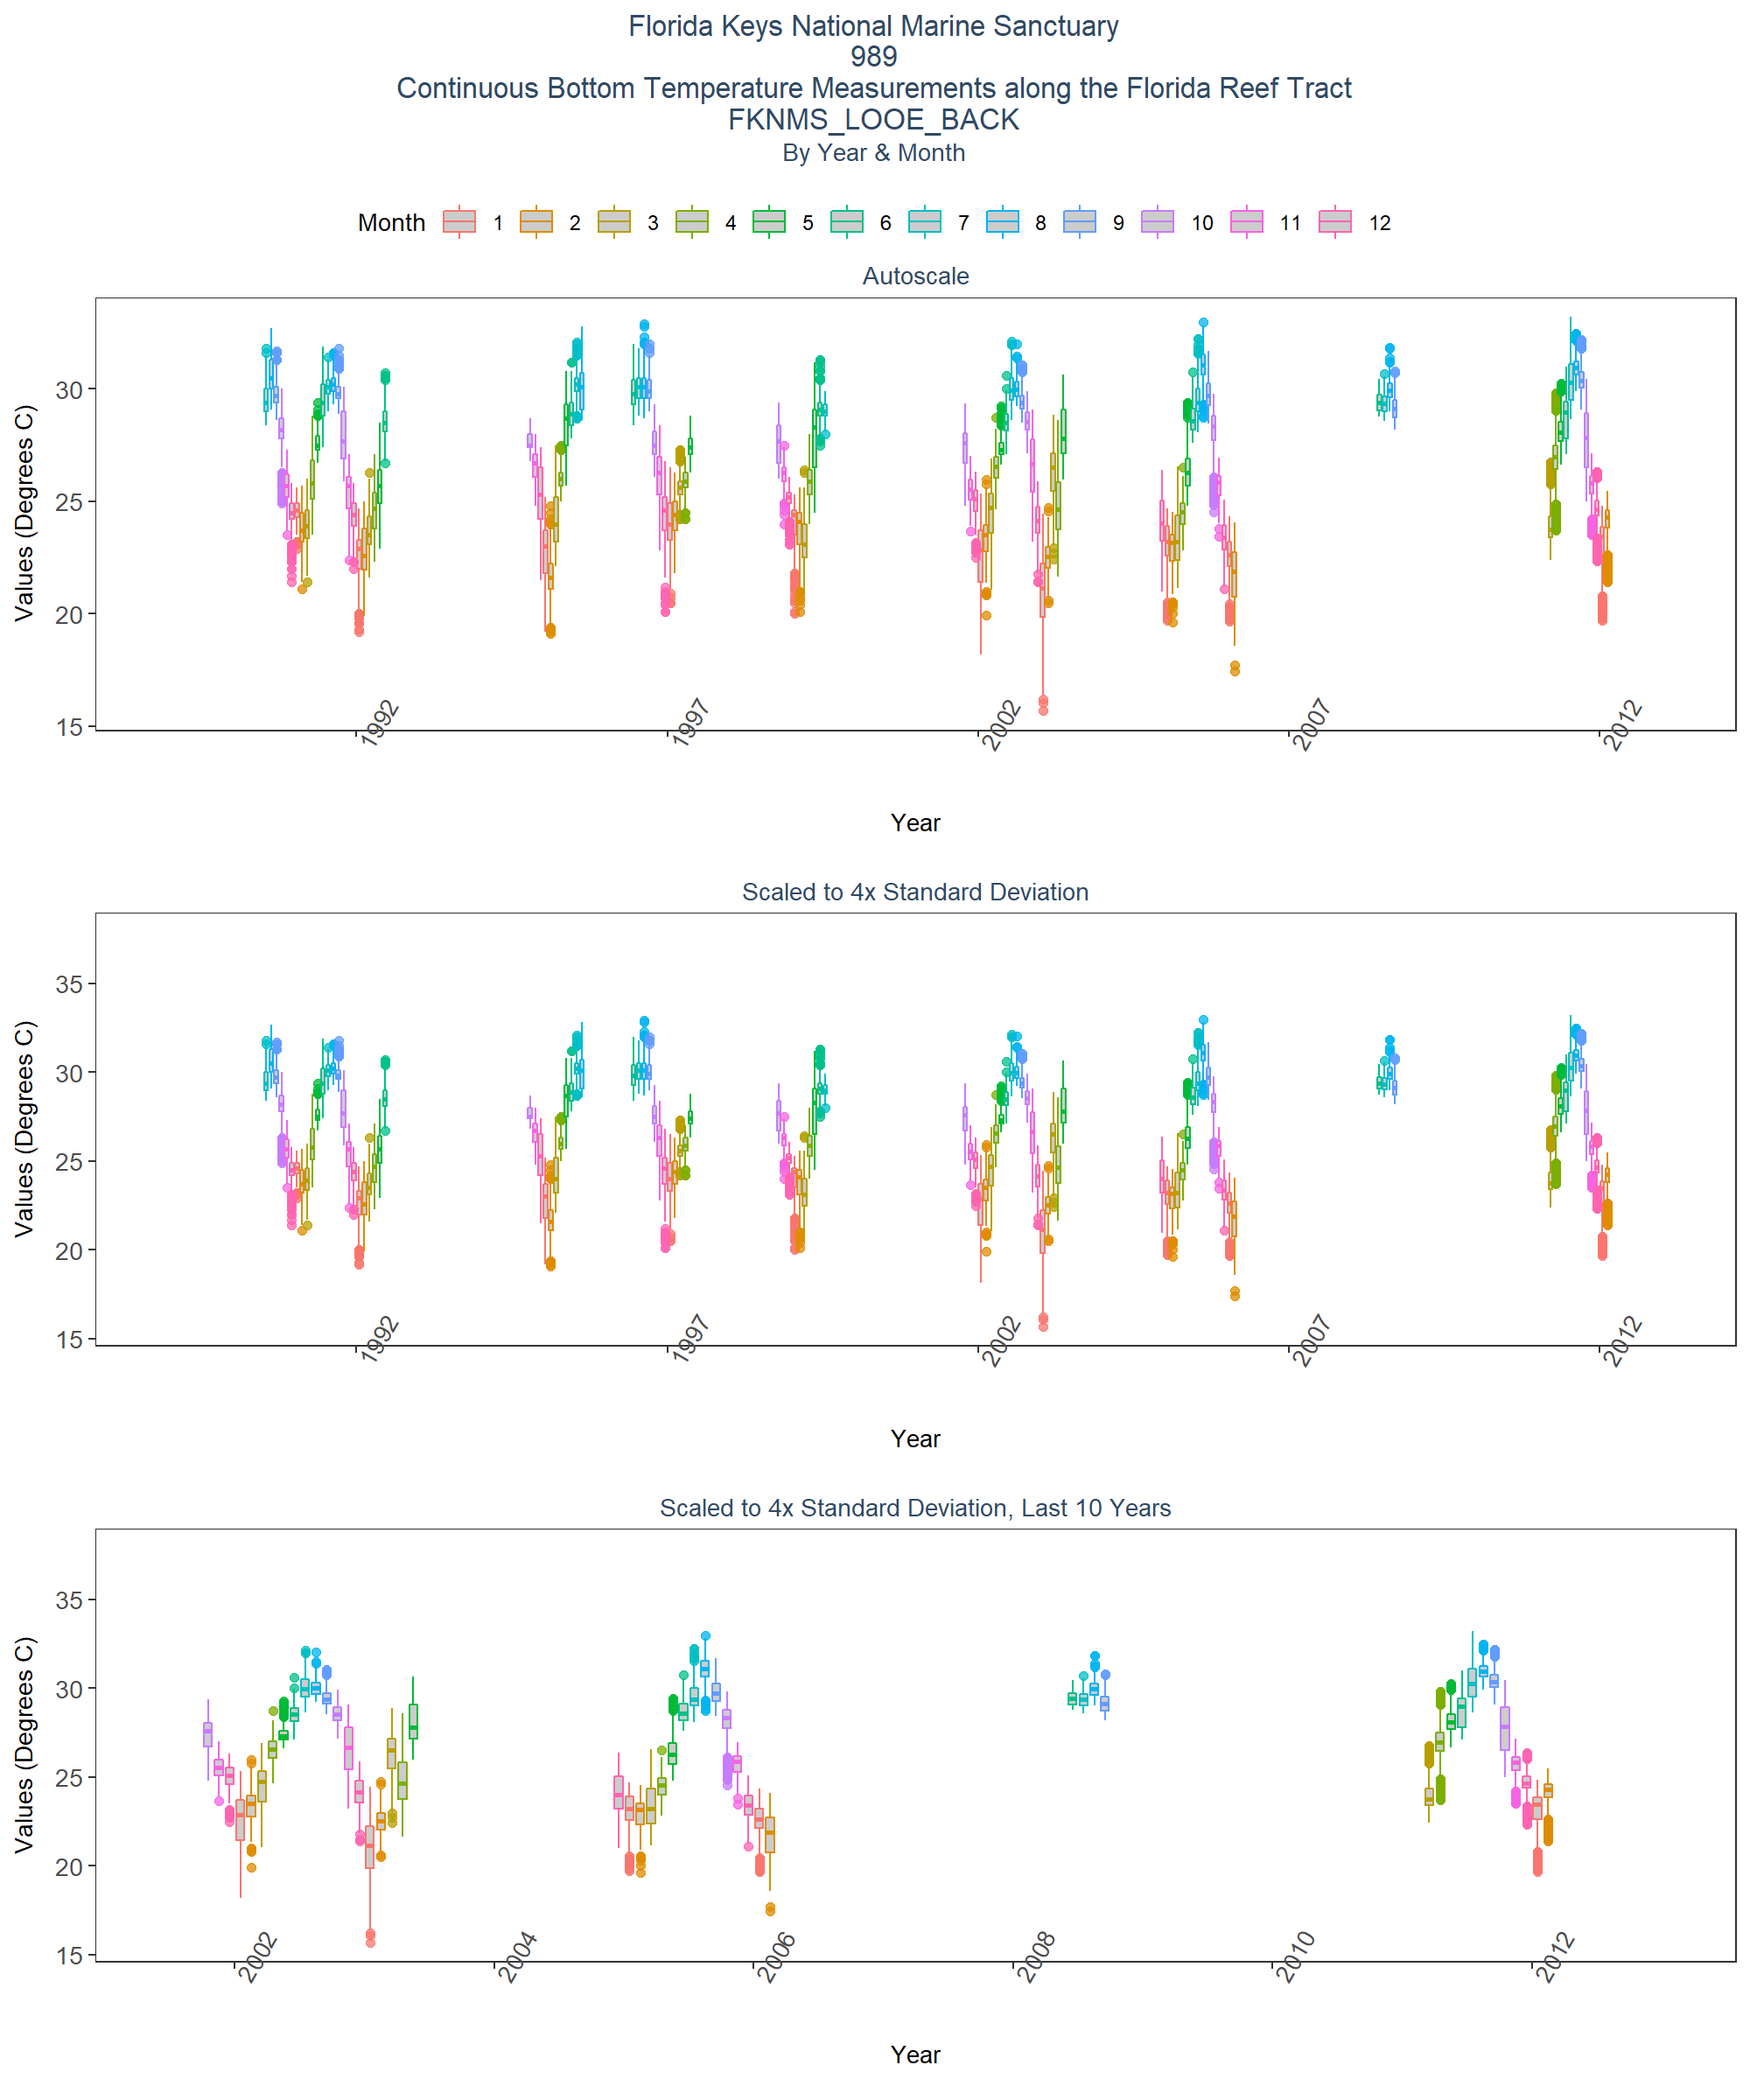 Florida Keys National Marine Sanctuary
989
Continuous Bottom Temperature Measurements along the Florida Reef Tract
FKNMS_LOOE_BACK
By Year & Month
Month 1 2 3 4 5 6 7 8 9 10 11 12
Autoscale
Values (Degrees C)
30
25
20
15
1992 1997 2002 2007 2012
Year
Scaled to 4x Standard Deviation
Values (Degrees C)
35
30
25
20
15
1992 1997 2002 2007 2012
Year
Scaled to 4x Standard Deviation, Last 10 Years
Values (Degrees C)
35
30
25
20
15
2002 2004 2006 2008 2010 2012
Year